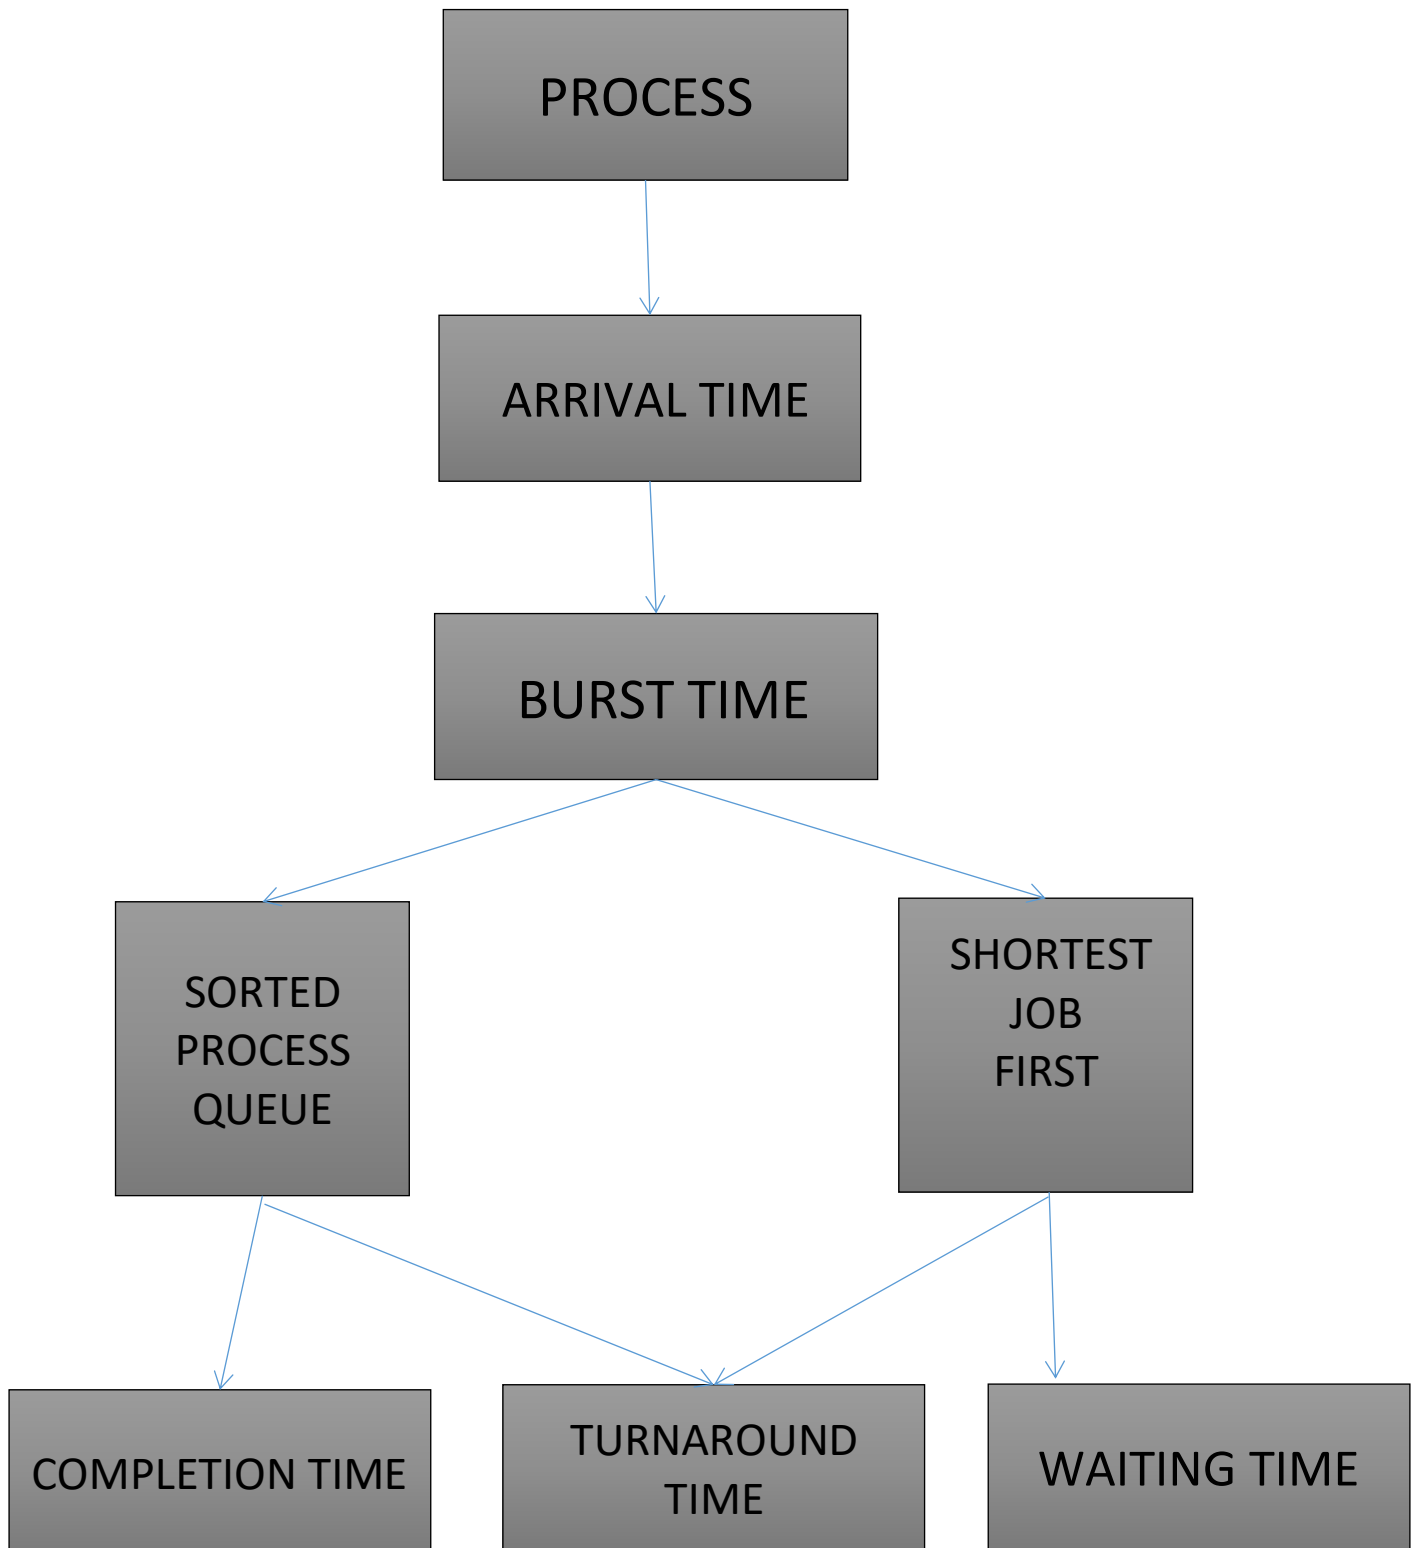 PROCESS
ARRIVAL TIME
BURST TIME
SORTED
PROCESS
QUEUE
SHORTEST
JOB
FIRST
COMPLETION TIME
TURNAROUND
TIME
WAITING TIME